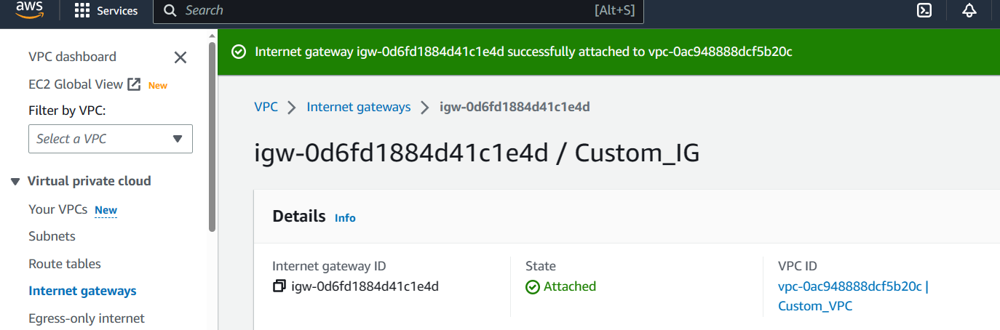 aws
Services
Search
[Alt+S]
VPC dashboard
EC2 Global View New
Filter by VPC:
Select a VPC
Virtual private cloud
Your VPCs New
Subnets
Route tables
Internet gateways
Egress-only internet
Internet gateway igw-0d6fd1884d41c1e4d successfully attached to vpc-0ac948888dcf5b20c
VPC > Internet gateways > igw-0d6fd1884d41c1e4d
igw-0d6fd1884d41c1e4d / Custom_IG
Details Info
Internet gateway ID
igw-0d6fd1884d41c1e4d
State
Attached
VPC ID
vpc-0ac948888dcf5b20c |
Custom_VPC